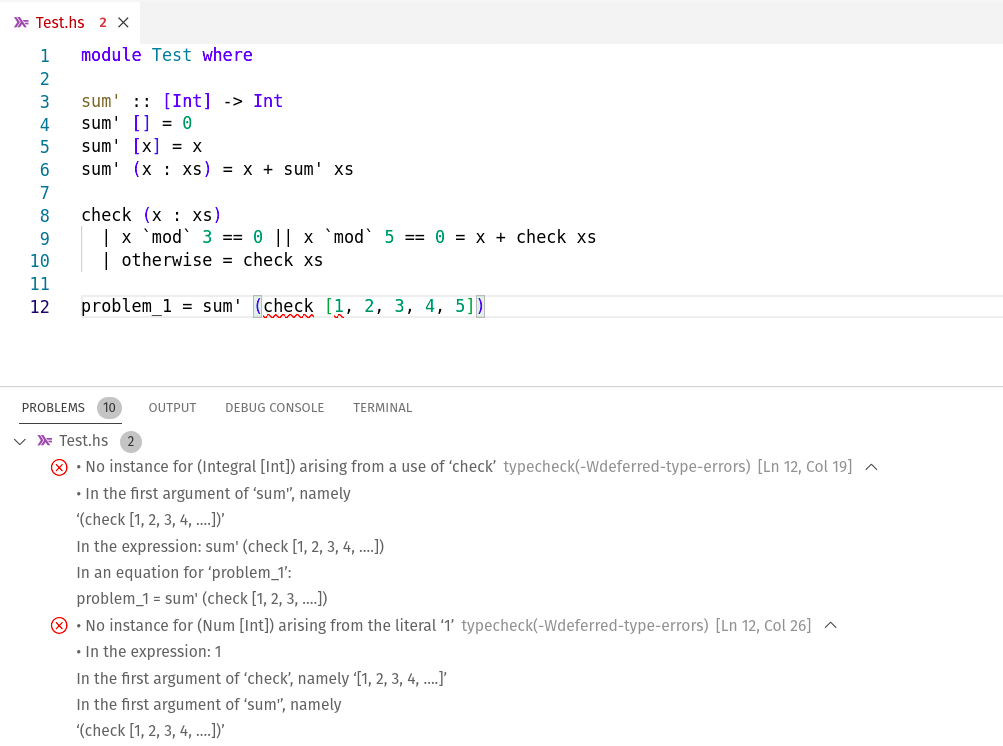 Test.hs 2
1 module Test where
2
3 sum' :: [Int] -> Int
4 sum' [] = 0
5 sum' [x] = x
6 sum' (x : xs) = x + sum' xs
7
8 check (x : xs)
9   | x `mod` 3 == 0 || x `mod` 5 == 0 = x + check xs
10   | otherwise = check xs
11
12 problem_1 = sum' (check [1, 2, 3, 4, 5])
PROBLEMS 10 OUTPUT DEBUG CONSOLE TERMINAL
Test.hs 2
• No instance for (Integral [Int]) arising from a use of ‘check’ typecheck(-Wdeferred-type-errors) [Ln 12, Col 19]
• In the first argument of ‘sum'’, namely
‘(check [1, 2, 3, 4, ....])’
In the expression: sum' (check [1, 2, 3, 4, ....])
In an equation for ‘problem_1’:
problem_1 = sum' (check [1, 2, 3, ....])
• No instance for (Num [Int]) arising from the literal ‘1’ typecheck(-Wdeferred-type-errors) [Ln 12, Col 26]
• In the expression: 1
In the first argument of ‘check’, namely ‘[1, 2, 3, 4, ....]’
In the first argument of ‘sum'’, namely
‘(check [1, 2, 3, 4, ....])’